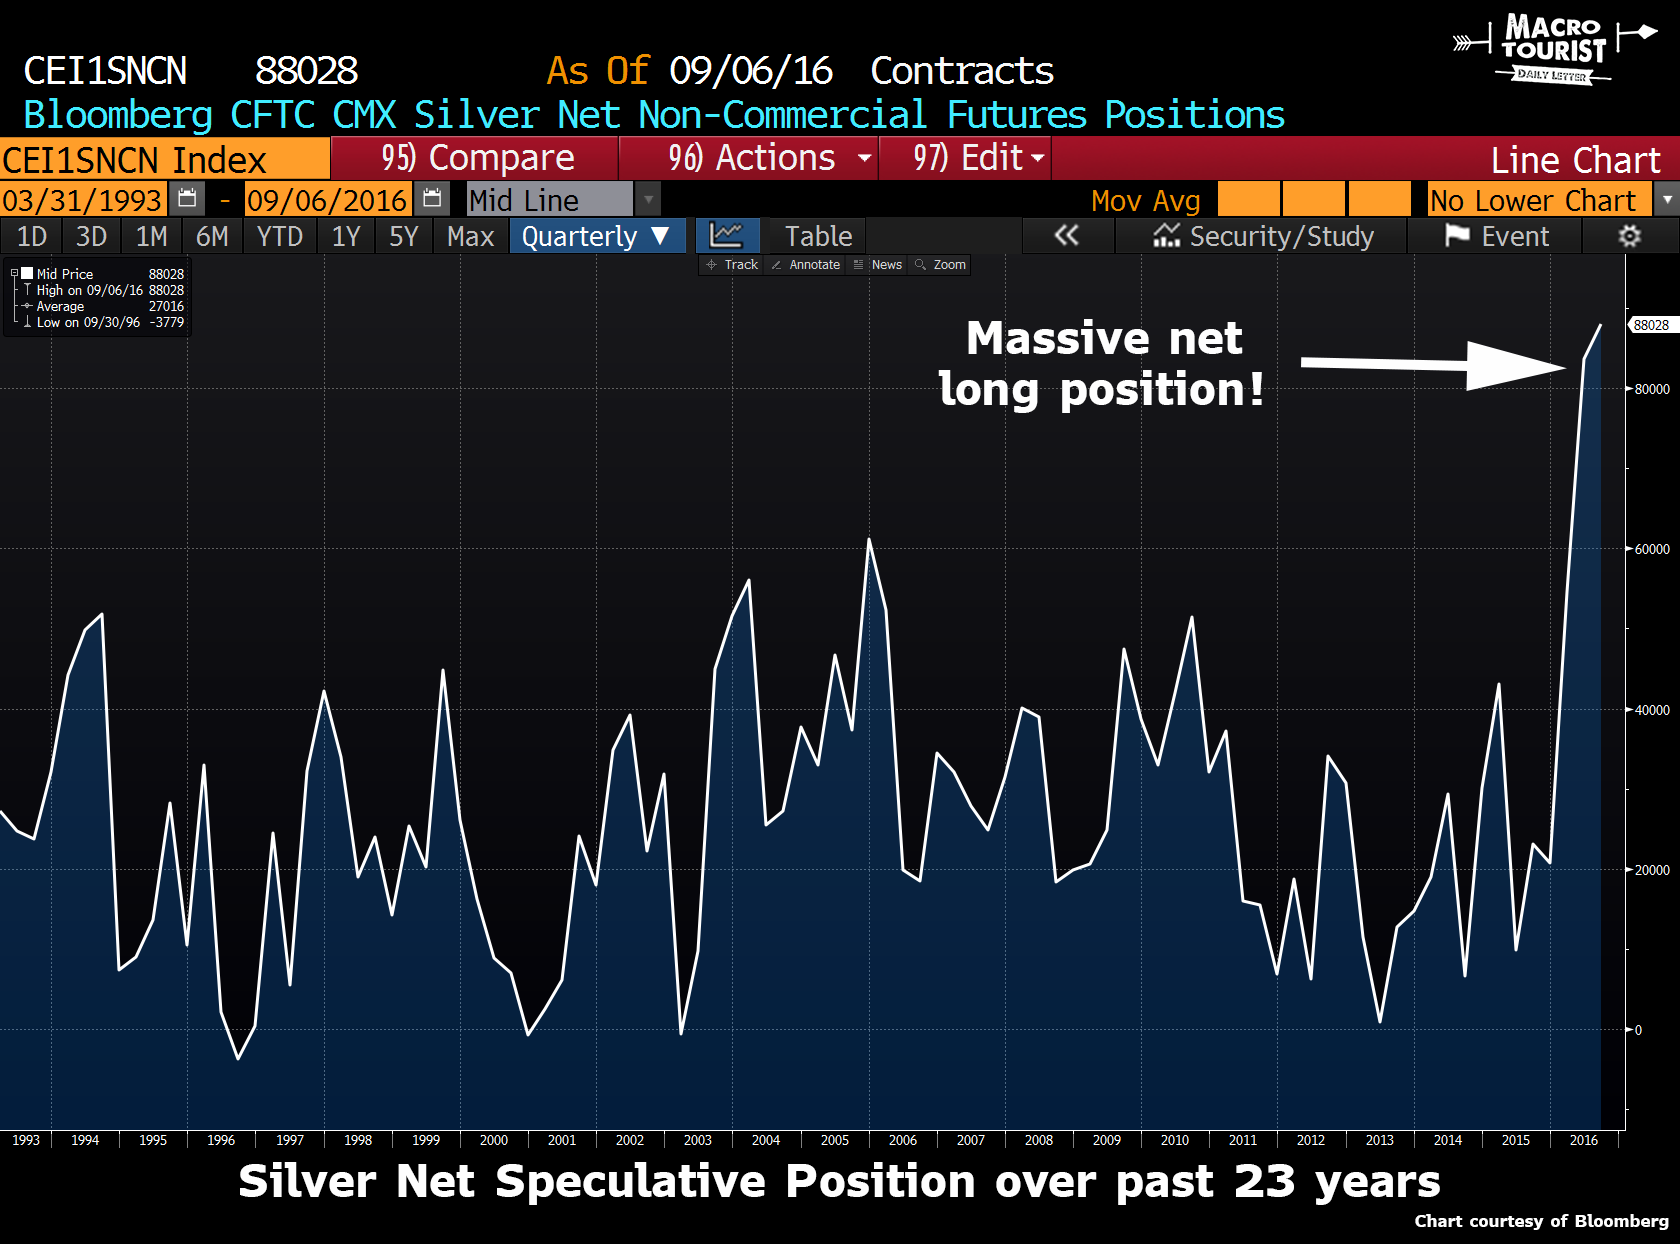 MACRO
TOURIST
DAILY LETTER
CEI1SNCN 88028 As Of 09/06/16 Contracts
Bloomberg CFTC CMX Silver Net Non-Commercial Futures Positions
CEI1SNCN Index 95) Compare 96) Actions 97) Edit Line Chart
03/31/1993 - 09/06/2016 Mid Line Mov Avg No Lower Chart
1D 3D 1M 6M YTD 1Y 5Y Max Quarterly ▼ Table « Security/Study Event
Track Annotate News Zoom
Mid Price 88028
High on 09/06/16 88028
Average 27016
Low on 09/30/96 -3779
Massive net
long position!
88028
80000
60000
40000
20000
0
1993 1994 1995 1996 1997 1998 1999 2000 2001 2002 2003 2004 2005 2006 2007 2008 2009 2010 2011 2012 2013 2014 2015 2016
Silver Net Speculative Position over past 23 years
Chart courtesy of Bloomberg